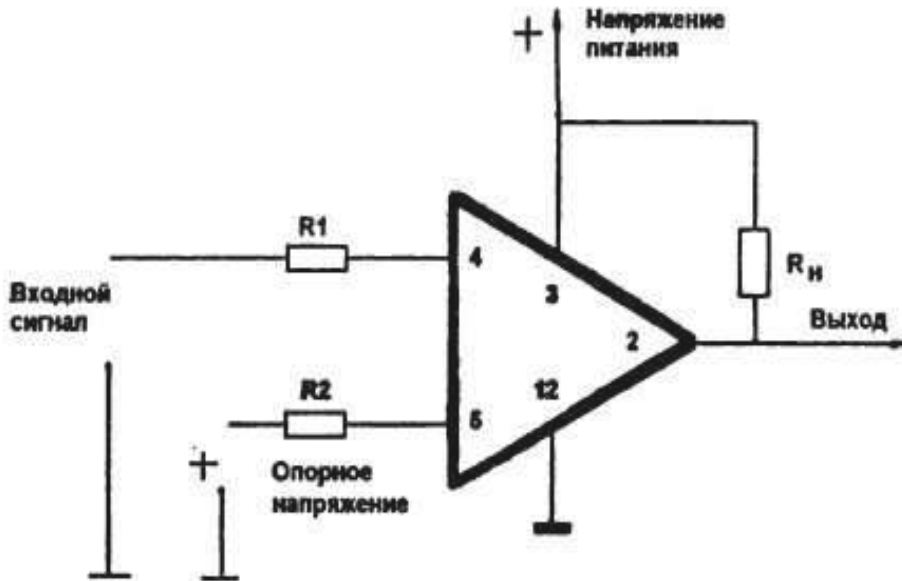 +
Напряжение
питания
R1
4
3
Rн
Входной
сигнал
Выход
2
R2
12
5
+
Опорное
напряжение